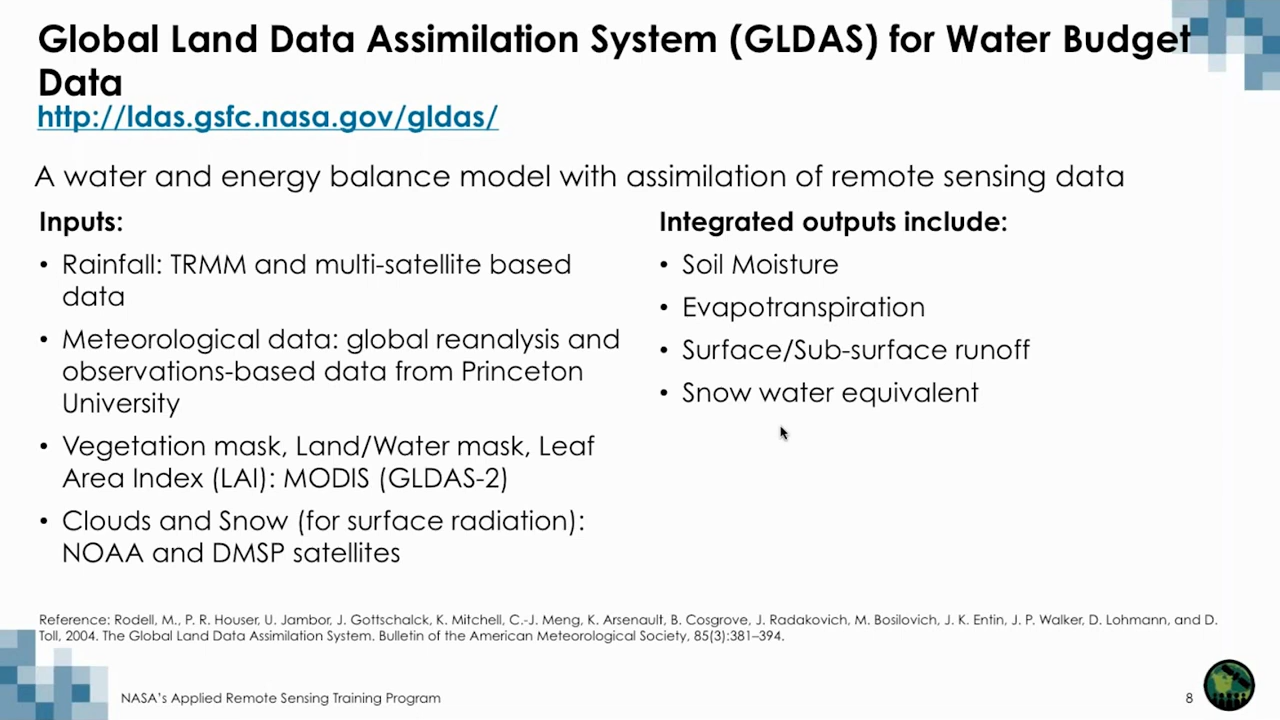 Global Land Data Assimilation System (GLDAS) for Water Budget
Data
http://ldas.gsfc.nasa.gov/gldas/
A water and energy balance model with assimilation of remote sensing data
Inputs:
• Rainfall: TRMM and multi-satellite based
data
• Meteorological data: global reanalysis and
observations-based data from Princeton
University
• Vegetation mask, Land/Water mask, Leaf
Area Index (LAI): MODIS (GLDAS-2)
• Clouds and Snow (for surface radiation):
NOAA and DMSP satellites
Integrated outputs include:
• Soil Moisture
• Evapotranspiration
• Surface/Sub-surface runoff
• Snow water equivalent
Reference: Rodell, M., P. R. Houser, U. Jambor, J. Gottschalck, K. Mitchell, C.-J. Meng, K. Arsenault, B. Cosgrove, J. Radakovich, M. Bosilovich, J. K. Entin, J. P. Walker, D. Lohmann, and D.
Toll, 2004. The Global Land Data Assimilation System. Bulletin of the American Meteorological Society, 85(3):381–394.
NASA's Applied Remote Sensing Training Program
8